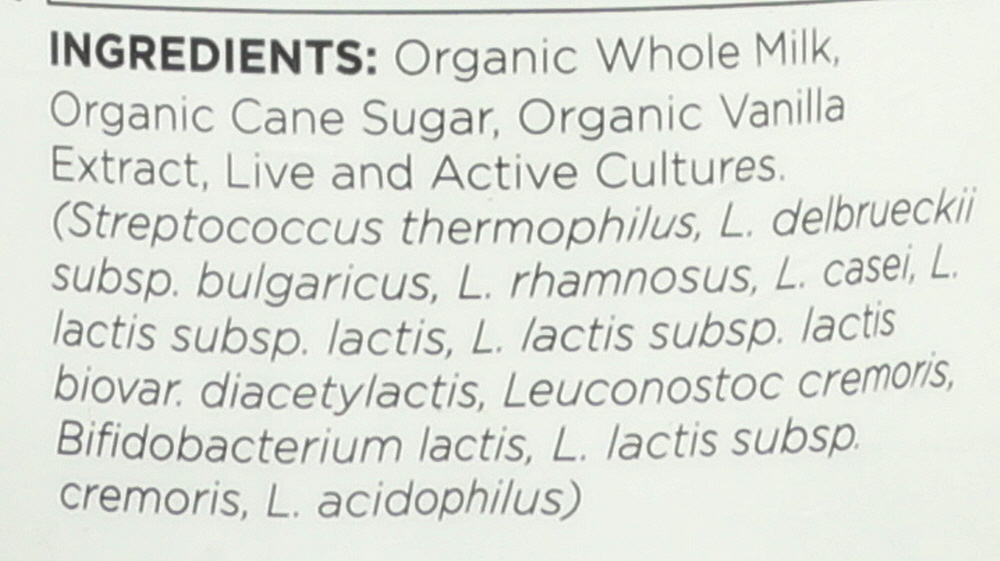 INGREDIENTS: Organic Whole Milk,
Organic Cane Sugar, Organic Vanilla
Extract, Live and Active Cultures.
(Streptococcus thermophilus, L. delbrueckii
subsp. bulgaricus, L. rhamnosus, L. casei, L.
lactis subsp. lactis, L. lactis subsp. lactis
biovar. diacetylactis, Leuconostoc cremoris,
Bifidobacterium lactis, L. lactis subsp.
cremoris, L. acidophilus)